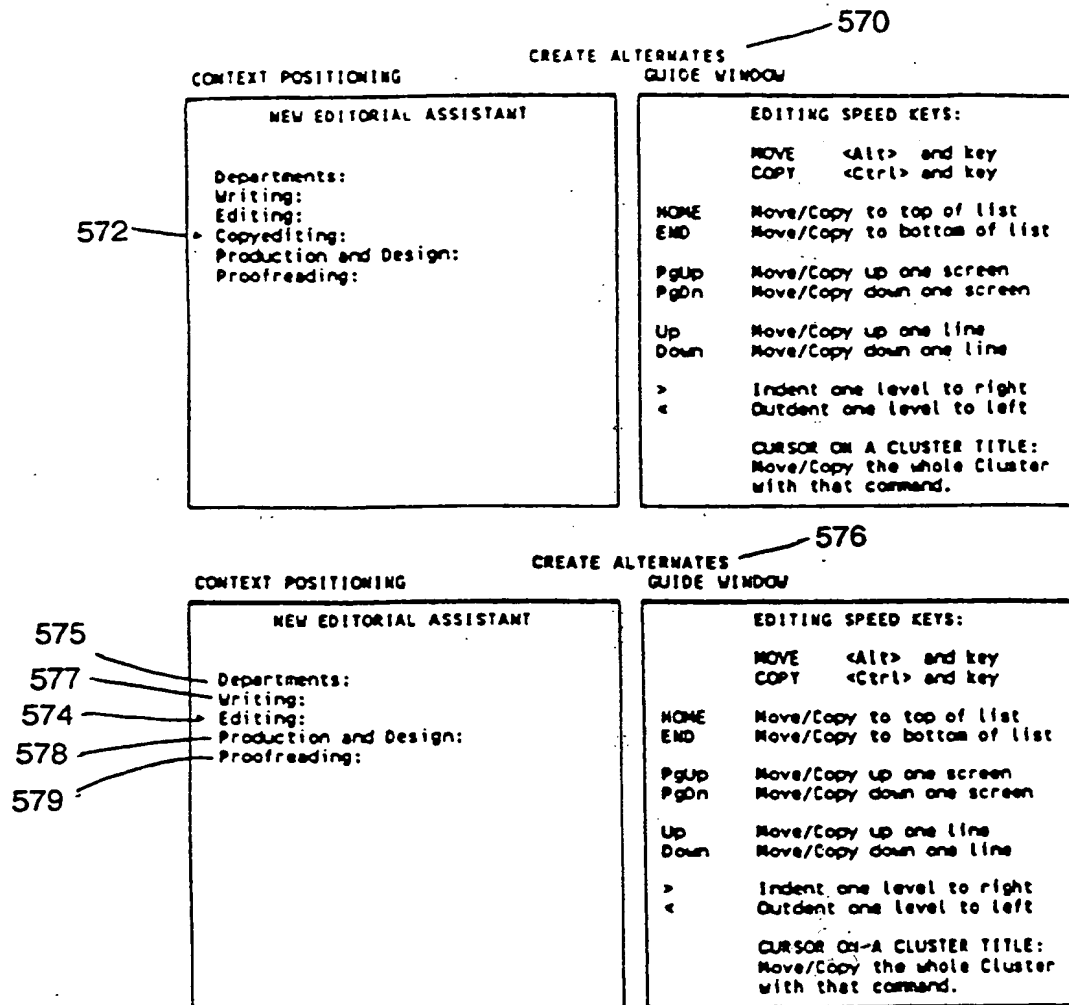 570
CREATE ALTERNATES
CONTEXT POSITIONING GUIDE WINDOW
NEW EDITORIAL ASSISTANT
Departments:
Writing:
Editing:
572 ► Copyediting:
Production and Design:
Proofreading:
EDITING SPEED KEYS:
MOVE <Alt> and key
COPY <Ctrl> and key
HOME Move/Copy to top of list
END Move/Copy to bottom of list
PgUp Move/Copy up one screen
PgDn Move/Copy down one screen
Up Move/Copy up one line
Down Move/Copy down one line
> Indent one level to right
< Outdent one level to left
CURSOR ON A CLUSTER TITLE:
Move/Copy the whole Cluster
with that command.
576
CREATE ALTERNATES
CONTEXT POSITIONING GUIDE WINDOW
NEW EDITORIAL ASSISTANT
575 Departments:
577 Writing:
574 ► Editing:
578 Production and Design:
579 Proofreading:
EDITING SPEED KEYS:
MOVE <Alt> and key
COPY <Ctrl> and key
HOME Move/Copy to top of list
END Move/Copy to bottom of list
PgUp Move/Copy up one screen
PgDn Move/Copy down one screen
Up Move/Copy up one line
Down Move/Copy down one line
> Indent one level to right
< Outdent one level to left
CURSOR ON A CLUSTER TITLE:
Move/Copy the whole Cluster
with that command.